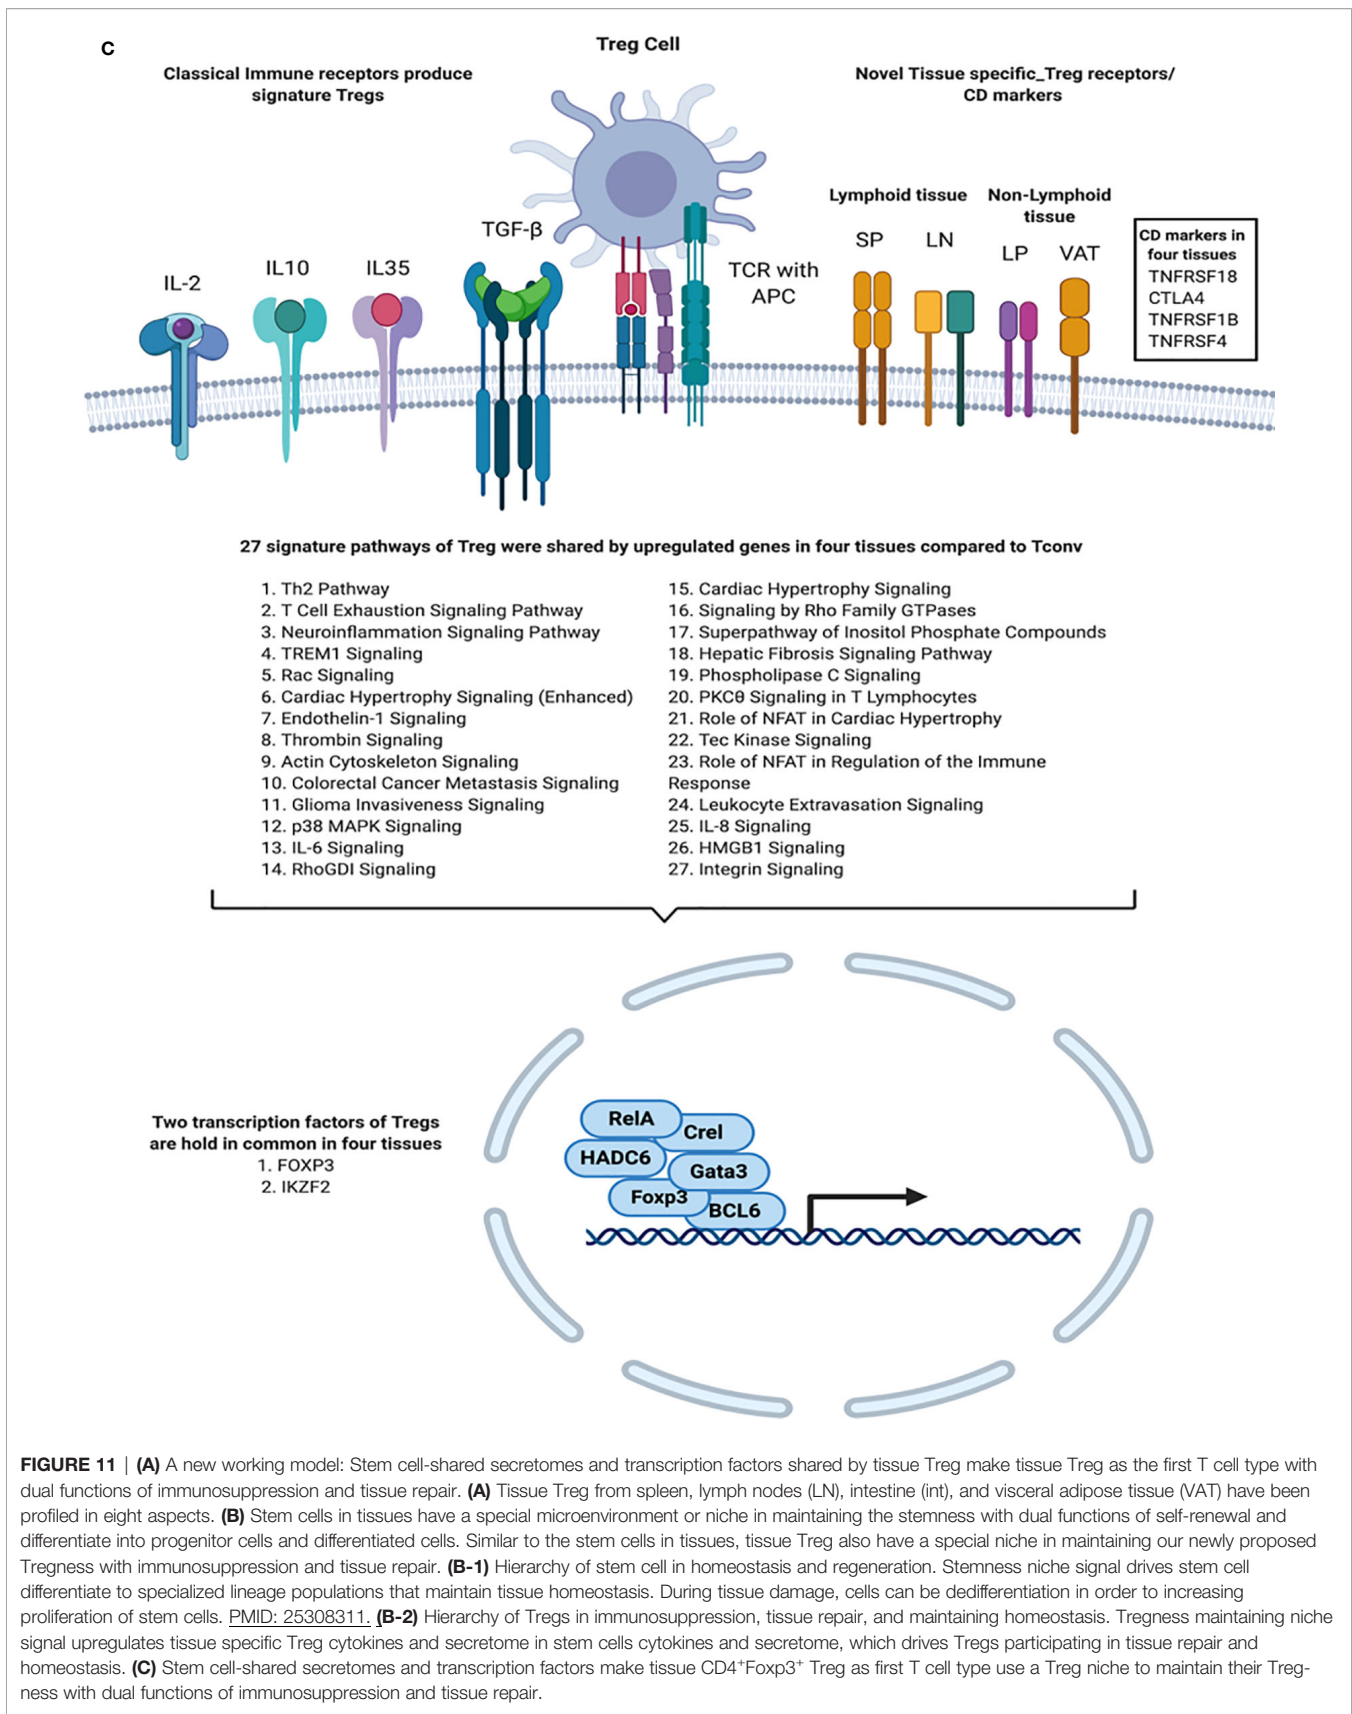 C
Treg Cell
Classical Immune receptors produce
signature Tregs
Novel Tissue specific_Treg receptors/
CD markers
Lymphoid tissue
Non-Lymphoid
tissue
IL-2
IL10
IL35
TGF-β
TCR with
APC
SP
LN
LP
VAT
CD markers in
four tissues
TNFRSF18
CTLA4
TNFRSF1B
TNFRSF4
27 signature pathways of Treg were shared by upregulated genes in four tissues compared to Tconv
1. Th2 Pathway
2. T Cell Exhaustion Signaling Pathway
3. Neuroinflammation Signaling Pathway
4. TREM1 Signaling
5. Rac Signaling
6. Cardiac Hypertrophy Signaling (Enhanced)
7. Endothelin-1 Signaling
8. Thrombin Signaling
9. Actin Cytoskeleton Signaling
10. Colorectal Cancer Metastasis Signaling
11. Glioma Invasiveness Signaling
12. p38 MAPK Signaling
13. IL-6 Signaling
14. RhoGDI Signaling
15. Cardiac Hypertrophy Signaling
16. Signaling by Rho Family GTPases
17. Superpathway of Inositol Phosphate Compounds
18. Hepatic Fibrosis Signaling Pathway
19. Phospholipase C Signaling
20. PKCθ Signaling in T Lymphocytes
21. Role of NFAT in Cardiac Hypertrophy
22. Tec Kinase Signaling
23. Role of NFAT in Regulation of the Immune
Response
24. Leukocyte Extravasation Signaling
25. IL-8 Signaling
26. HMGB1 Signaling
27. Integrin Signaling
Two transcription factors of Tregs
are hold in common in four tissues
1. FOXP3
2. IKZF2
RelA
Crel
HADC6
Gata3
Foxp3
BCL6
FIGURE 11 | (A) A new working model: Stem cell-shared secretomes and transcription factors shared by tissue Treg make tissue Treg as the first T cell type with
dual functions of immunosuppression and tissue repair. (A) Tissue Treg from spleen, lymph nodes (LN), intestine (int), and visceral adipose tissue (VAT) have been
profiled in eight aspects. (B) Stem cells in tissues have a special microenvironment or niche in maintaining the stemness with dual functions of self-renewal and
differentiate into progenitor cells and differentiated cells. Similar to the stem cells in tissues, tissue Treg also have a special niche in maintaining our newly proposed
Tregness with immunosuppression and tissue repair. (B-1) Hierarchy of stem cell in homeostasis and regeneration. Stemness niche signal drives stem cell
differentiate to specialized lineage populations that maintain tissue homeostasis. During tissue damage, cells can be dedifferentiation in order to increasing
proliferation of stem cells. PMID: 25308311. (B-2) Hierarchy of Tregs in immunosuppression, tissue repair, and maintaining homeostasis. Tregness maintaining niche
signal upregulates tissue specific Treg cytokines and secretome in stem cells cytokines and secretome, which drives Tregs participating in tissue repair and
homeostasis. (C) Stem cell-shared secretomes and transcription factors make tissue CD4⁺Foxp3⁺ Treg as first T cell type use a Treg niche to maintain their Treg-
ness with dual functions of immunosuppression and tissue repair.